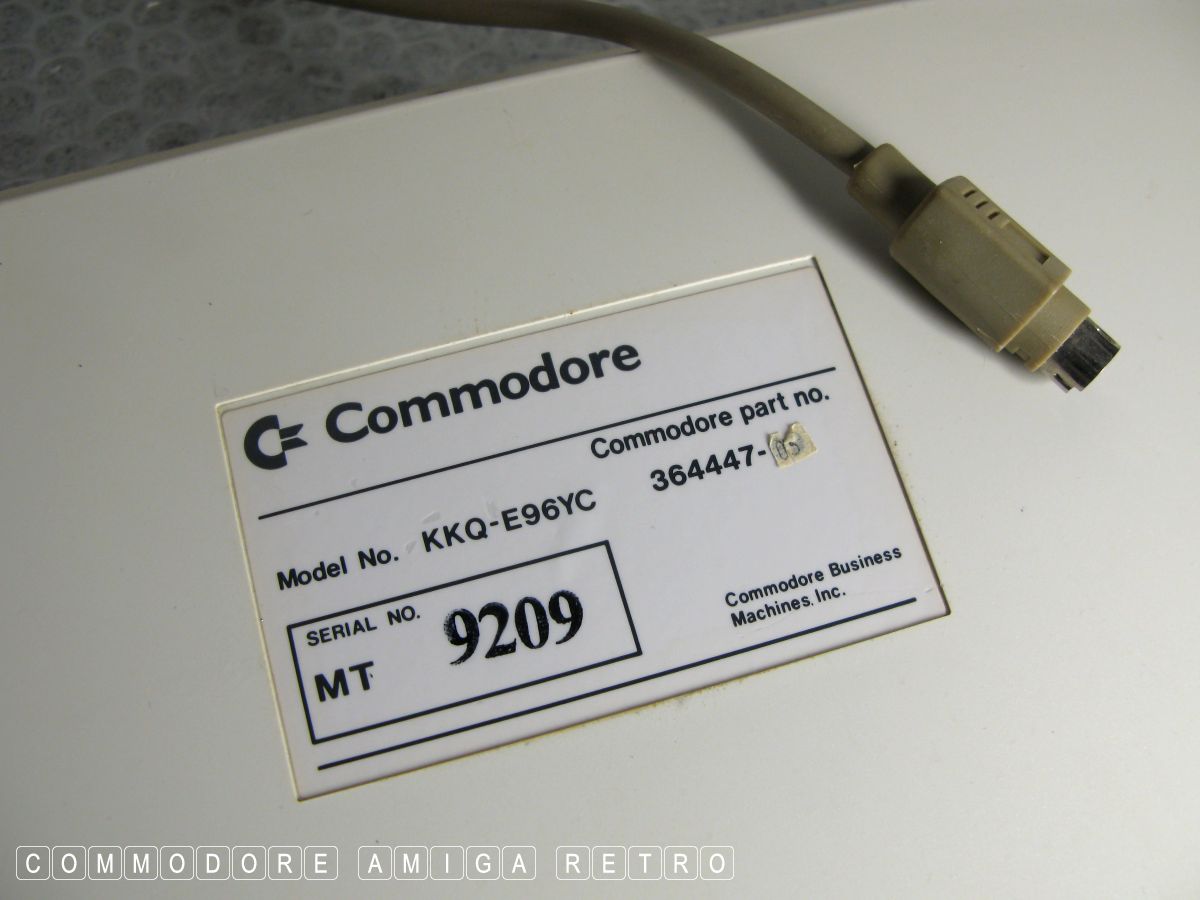 Commodore
Commodore part no.
364447-03
Model No. KKQ-E96YC
SERIAL NO.
MT 9209
Commodore Business
Machines, Inc.
COMMODORE AMIGA RETRO